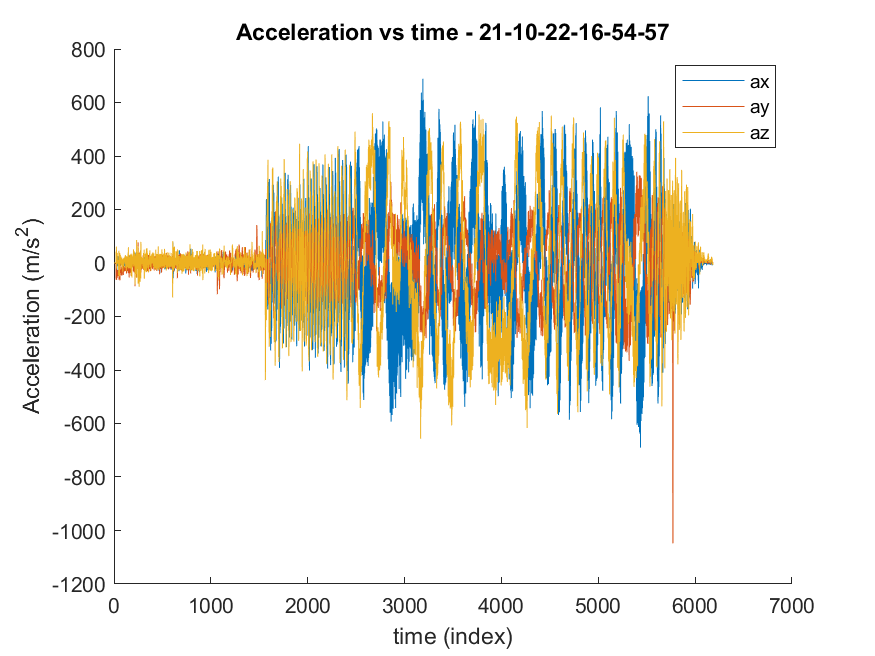 Acceleration vs time - 21-10-22-16-54-57
800
600
400
200
0
-200
-400
-600
-800
-1000
-1200
Acceleration (m/s²)
ax
ay
az
0 1000 2000 3000 4000 5000 6000 7000
time (index)